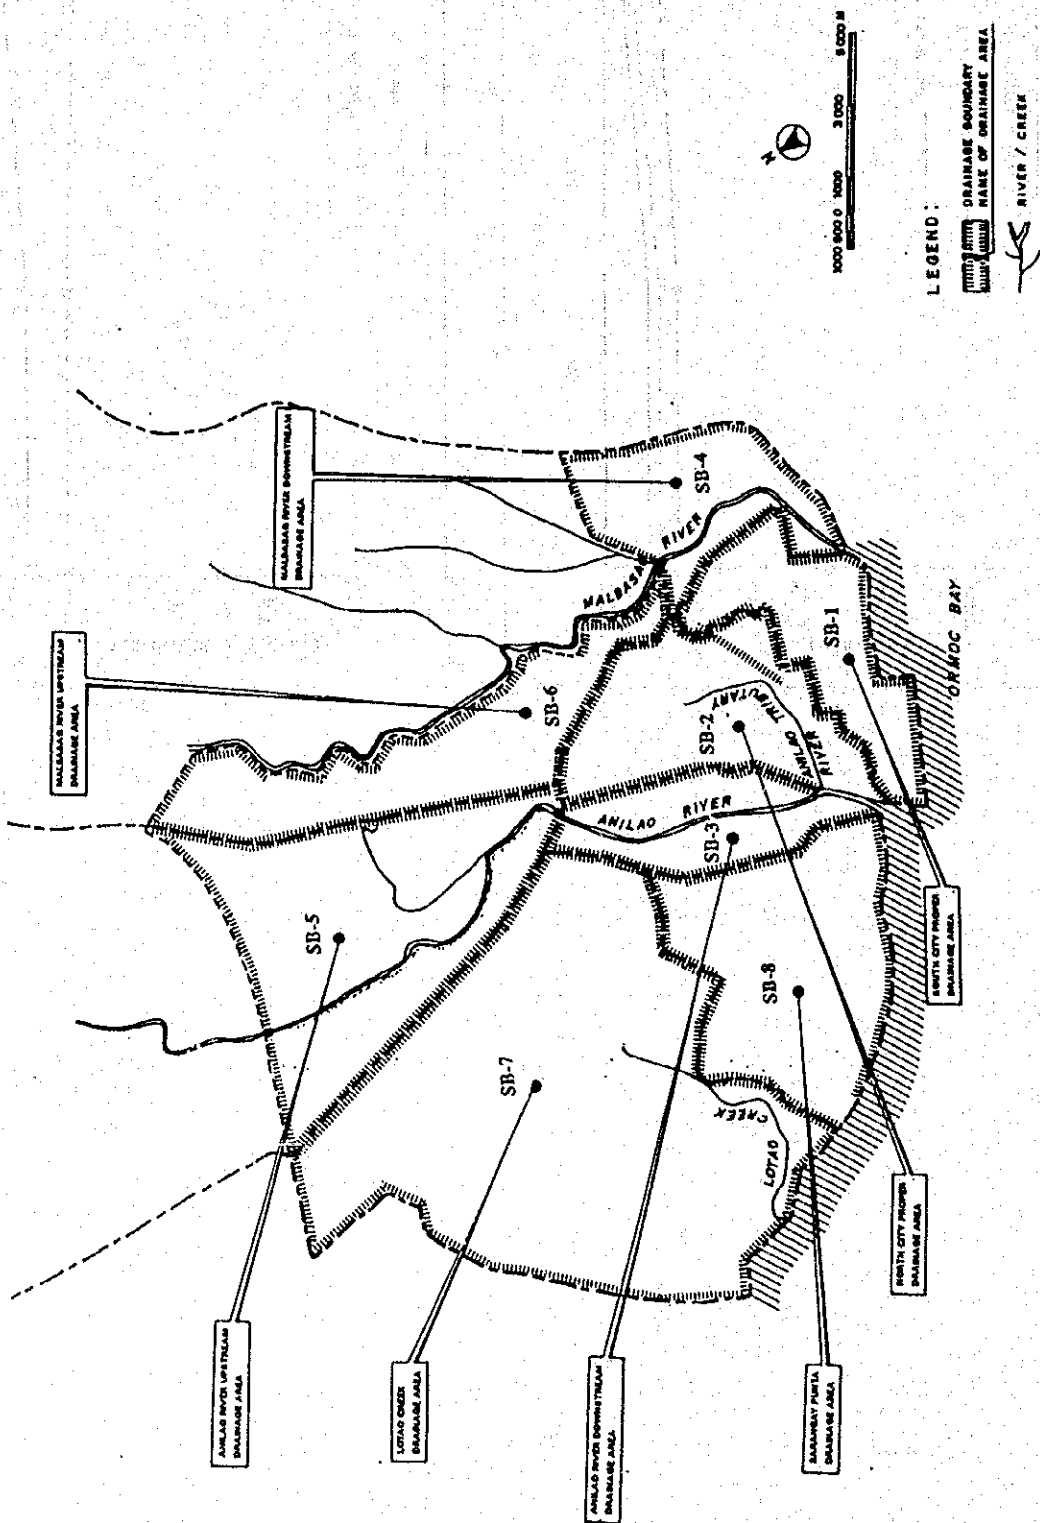 ANILAO RIVER UPSTREAM
DRAINAGE AREA
LOTAO CREEK
DRAINAGE AREA
ANILAO RIVER DOWNSTREAM
DRAINAGE AREA
BARANGAY PUNTA
DRAINAGE AREA
NORTH CITY PROPER
DRAINAGE AREA
SOUTH CITY PROPER
DRAINAGE AREA
MALBASAG RIVER UPSTREAM
DRAINAGE AREA
MALBASAG RIVER DOWNSTREAM
DRAINAGE AREA
SB-5
SB-7
SB-8
SB-3
SB-2
SB-6
SB-1
SB-4
LOTAO CREEK
ANILAO RIVER
ANILAO RIVER
TRIBUTARY
MALBASAG RIVER
ORMOC BAY
N
1000 500 0 1000 3000 5000 M
LEGEND:
DRAINAGE BOUNDARY
NAME OF DRAINAGE AREA
RIVER / CREEK